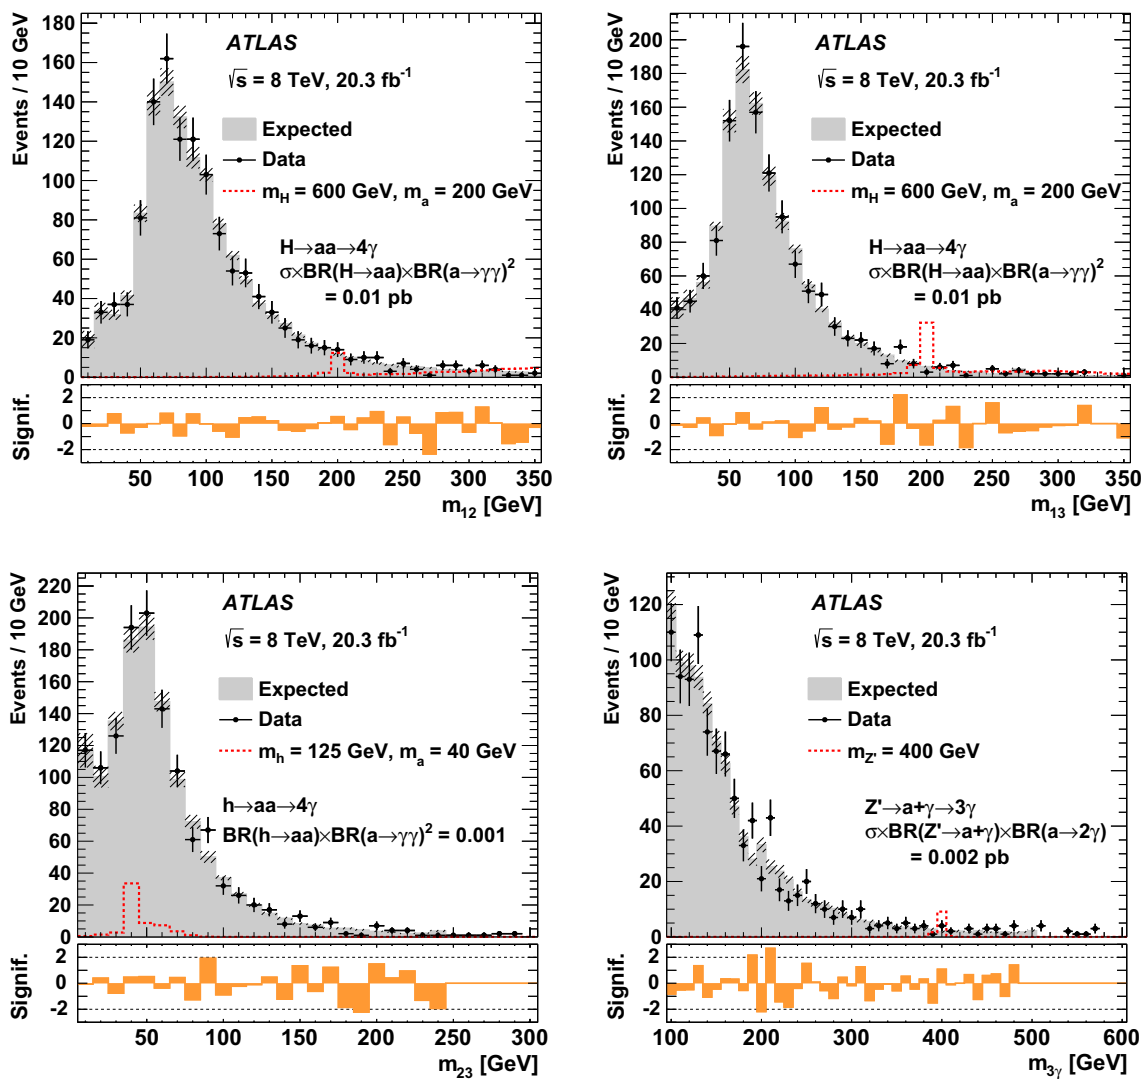 Events / 10 GeV
180
160
140
120
100
80
60
40
20
0
ATLAS
√s = 8 TeV, 20.3 fb⁻¹
Expected
Data
m_H = 600 GeV, m_a = 200 GeV
H→aa→4γ
σ×BR(H→aa)×BR(a→γγ)²
= 0.01 pb
Signif.
2
0
-2
50 100 150 200 250 300 350
m₁₂ [GeV]
Events / 10 GeV
200
180
160
140
120
100
80
60
40
20
0
ATLAS
√s = 8 TeV, 20.3 fb⁻¹
Expected
Data
m_H = 600 GeV, m_a = 200 GeV
H→aa→4γ
σ×BR(H→aa)×BR(a→γγ)²
= 0.01 pb
Signif.
2
0
-2
50 100 150 200 250 300 350
m₁₃ [GeV]
Events / 10 GeV
220
200
180
160
140
120
100
80
60
40
20
0
ATLAS
√s = 8 TeV, 20.3 fb⁻¹
Expected
Data
m_h = 125 GeV, m_a = 40 GeV
h→aa→4γ
BR(h→aa)×BR(a→γγ)² = 0.001
Signif.
2
0
-2
50 100 150 200 250 300
m₂₃ [GeV]
Events / 10 GeV
120
100
80
60
40
20
0
ATLAS
√s = 8 TeV, 20.3 fb⁻¹
Expected
Data
m_Z' = 400 GeV
Z'→a+γ→3γ
σ×BR(Z'→a+γ)×BR(a→2γ)
= 0.002 pb
Signif.
2
0
-2
100 200 300 400 500 600
m₃γ [GeV]